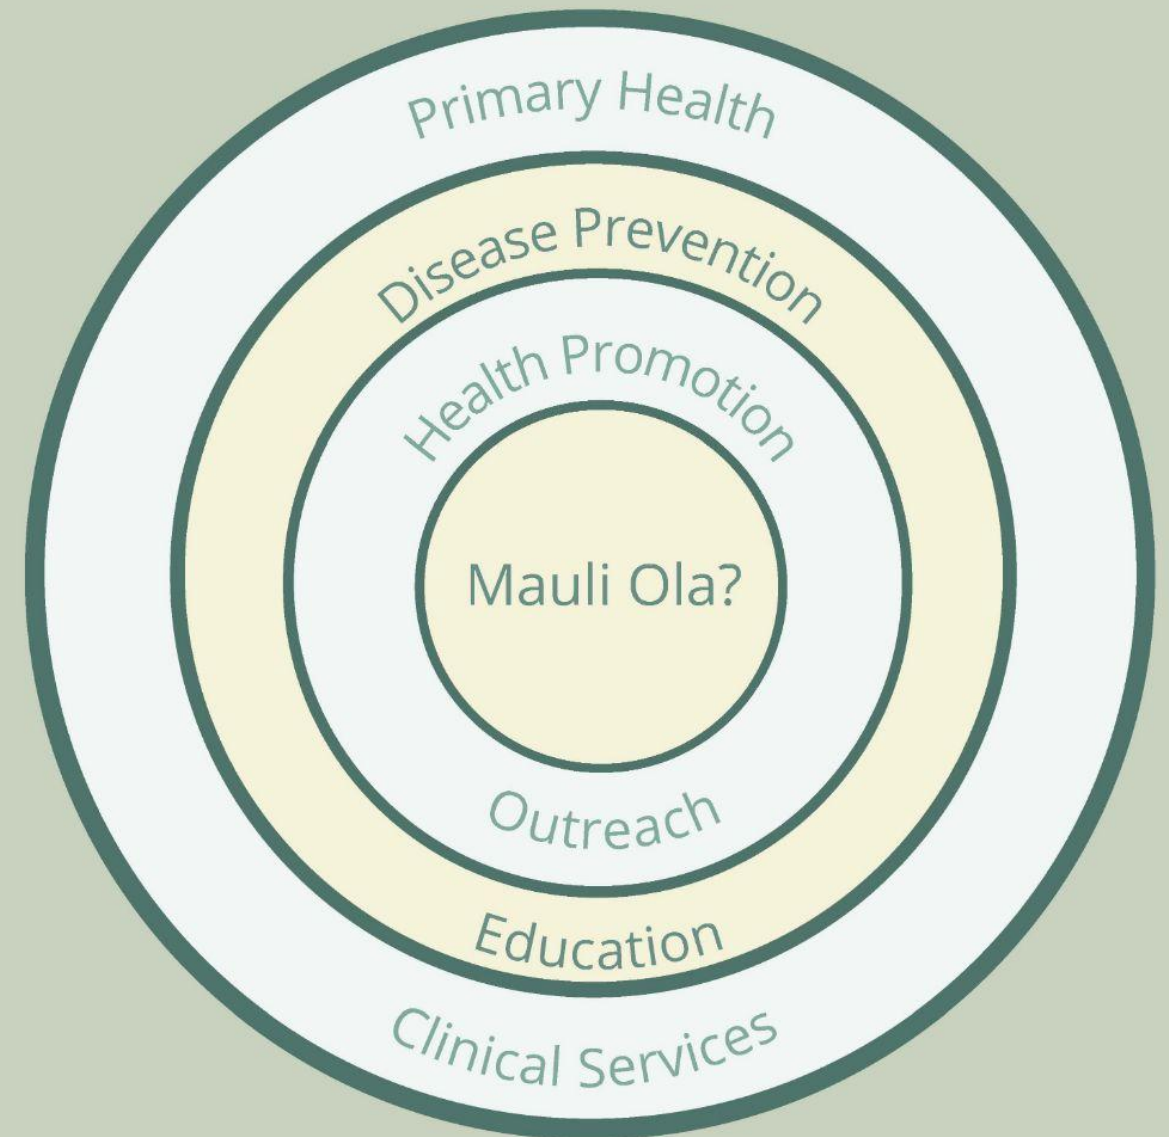 Primary Health
Disease Prevention
Health Promotion
Mauli Ola?
Outreach
Education
Clinical Services